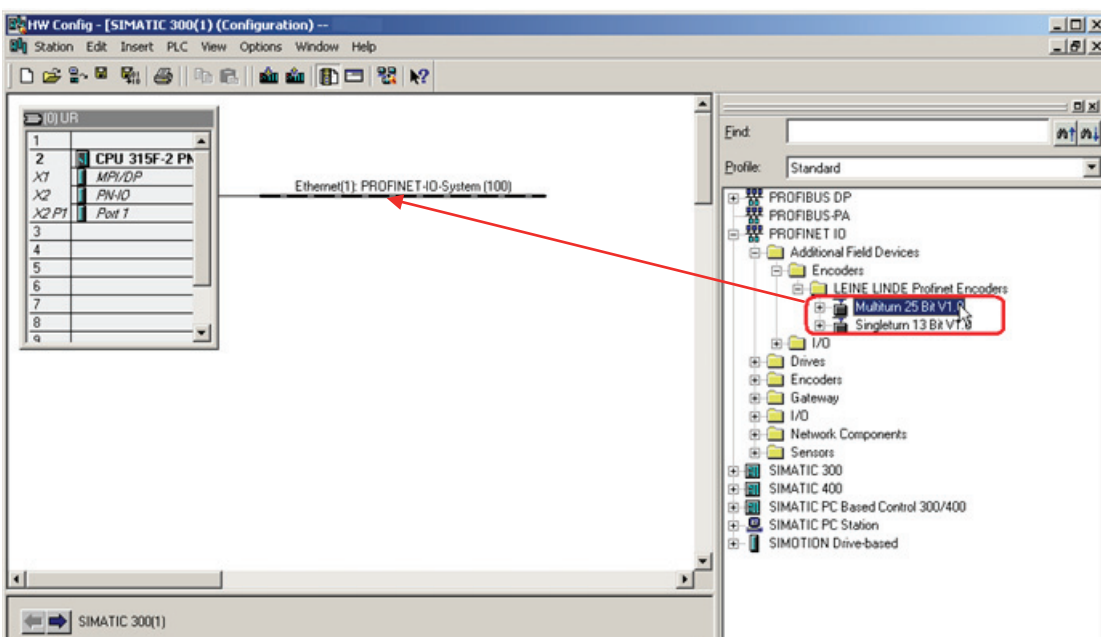 HW Config - [SIMATIC 300(1) (Configuration) --
Station Edit Insert PLC View Options Window Help
(0) UR
1
2 CPU 315F-2 PN
X1 MPI/DP
X2 PN-IO
X2 P1 Port 1
3
4
5
6
7
8
9
Ethernet(1): PROFINET-IO-System (100)
SIMATIC 300(1)
Find:
Profile: Standard
PROFIBUS DP
PROFIBUS-PA
PROFINET IO
Additional Field Devices
Encoders
LEINE LINDE Profinet Encoders
Multiturn 25 Bit V1.0
Singleturn 13 Bit V1.0
I/O
Drives
Encoders
Gateway
I/O
Network Components
Sensors
SIMATIC 300
SIMATIC 400
SIMATIC PC Based Control 300/400
SIMATIC PC Station
SIMOTION Drive-based